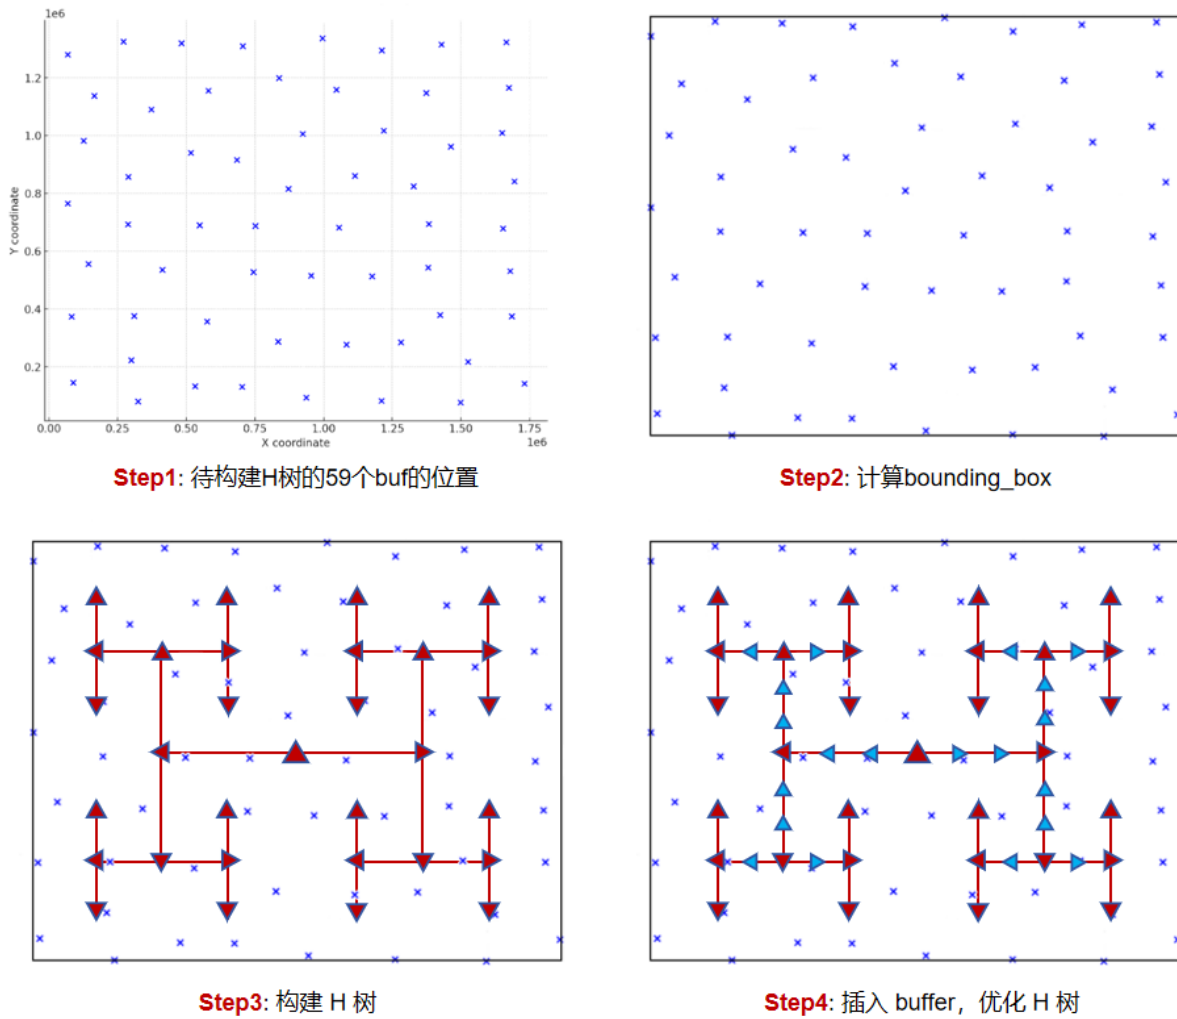 1e6
1.2
1.0
0.8
0.6
0.4
0.2
Y coordinate
0.00 0.25 0.50 0.75 1.00 1.25 1.50 1.75
X coordinate
1e6
Step1: 待构建H树的59个buf的位置
Step2: 计算bounding_box
Step3: 构建 H 树
Step4: 插入 buffer，优化 H 树